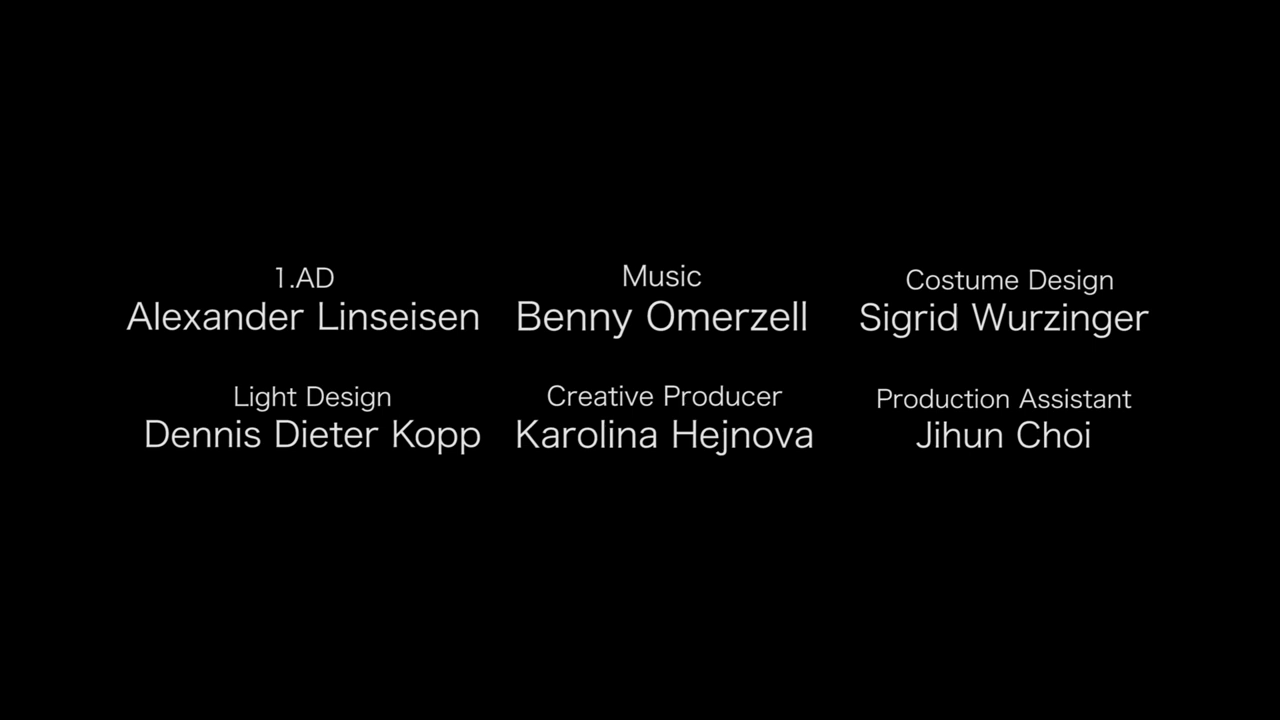 1.AD
Alexander Linseisen
Music
Benny Omerzell
Costume Design
Sigrid Wurzinger
Light Design
Dennis Dieter Kopp
Creative Producer
Karolina Hejnova
Production Assistant
Jihun Choi